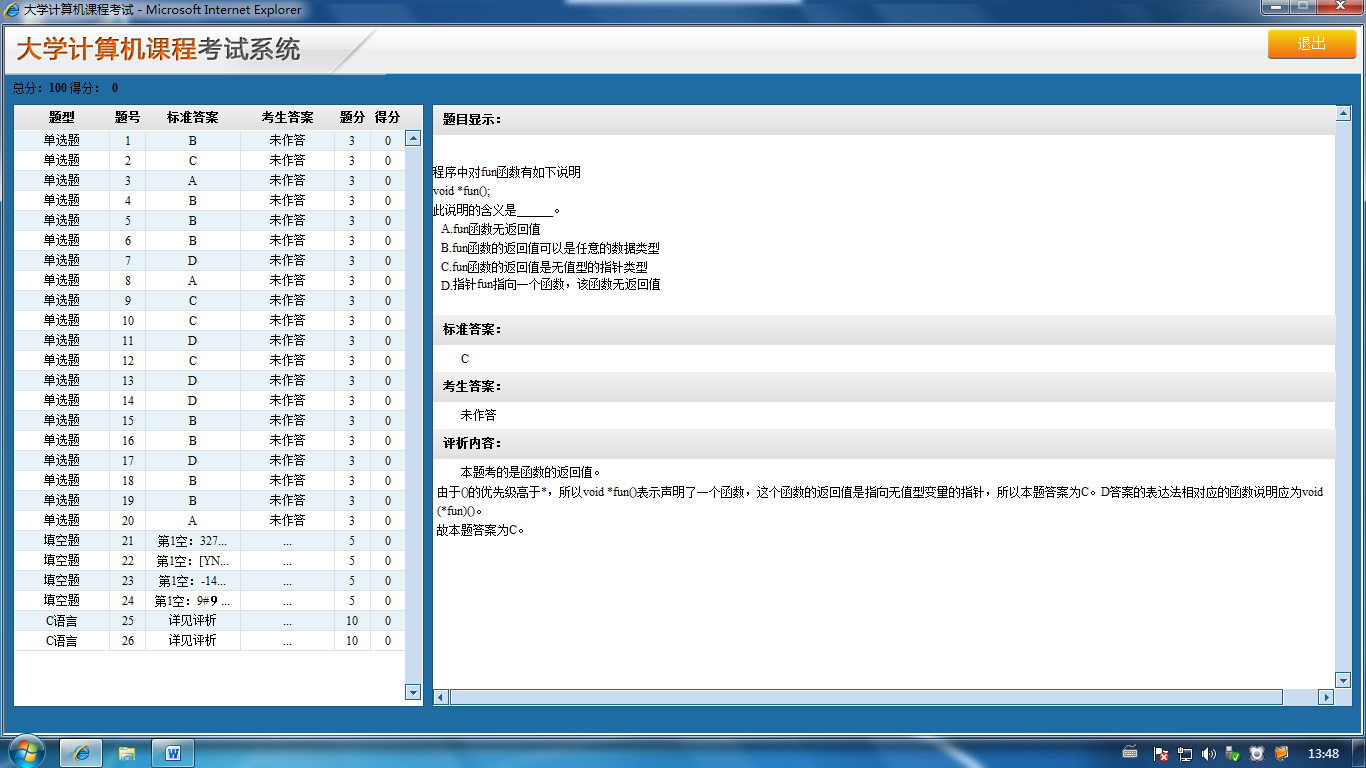 大学计算机课程考试 - Microsoft Internet Explorer
大学计算机课程考试系统
退出
总分：100 得分： 0
题型 题号 标准答案 考生答案 题分 得分
单选题 1 B 未作答 3 0
单选题 2 C 未作答 3 0
单选题 3 A 未作答 3 0
单选题 4 B 未作答 3 0
单选题 5 B 未作答 3 0
单选题 6 B 未作答 3 0
单选题 7 D 未作答 3 0
单选题 8 A 未作答 3 0
单选题 9 C 未作答 3 0
单选题 10 C 未作答 3 0
单选题 11 D 未作答 3 0
单选题 12 C 未作答 3 0
单选题 13 D 未作答 3 0
单选题 14 D 未作答 3 0
单选题 15 B 未作答 3 0
单选题 16 B 未作答 3 0
单选题 17 D 未作答 3 0
单选题 18 B 未作答 3 0
单选题 19 B 未作答 3 0
单选题 20 A 未作答 3 0
填空题 21 第1空：327... ... 5 0
填空题 22 第1空：[YN... ... 5 0
填空题 23 第1空：-14... ... 5 0
填空题 24 第1空：9#9 ... ... 5 0
C语言 25 详见评析 ... 10 0
C语言 26 详见评析 ... 10 0
题目显示：
程序中对fun函数有如下说明
void *fun();
此说明的含义是______。
A.fun函数无返回值
B.fun函数的返回值可以是任意的数据类型
C.fun函数的返回值是无值型的指针类型
D.指针fun指向一个函数，该函数无返回值
标准答案：
C
考生答案：
未作答
评析内容：
本题考的是函数的返回值。
由于()的优先级高于*，所以void *fun()表示声明了一个函数，这个函数的返回值是指向无值型变量的指针，所以本题答案为C。D答案的表达法相对应的函数说明应为void
(*fun)()。
故本题答案为C。
13:48